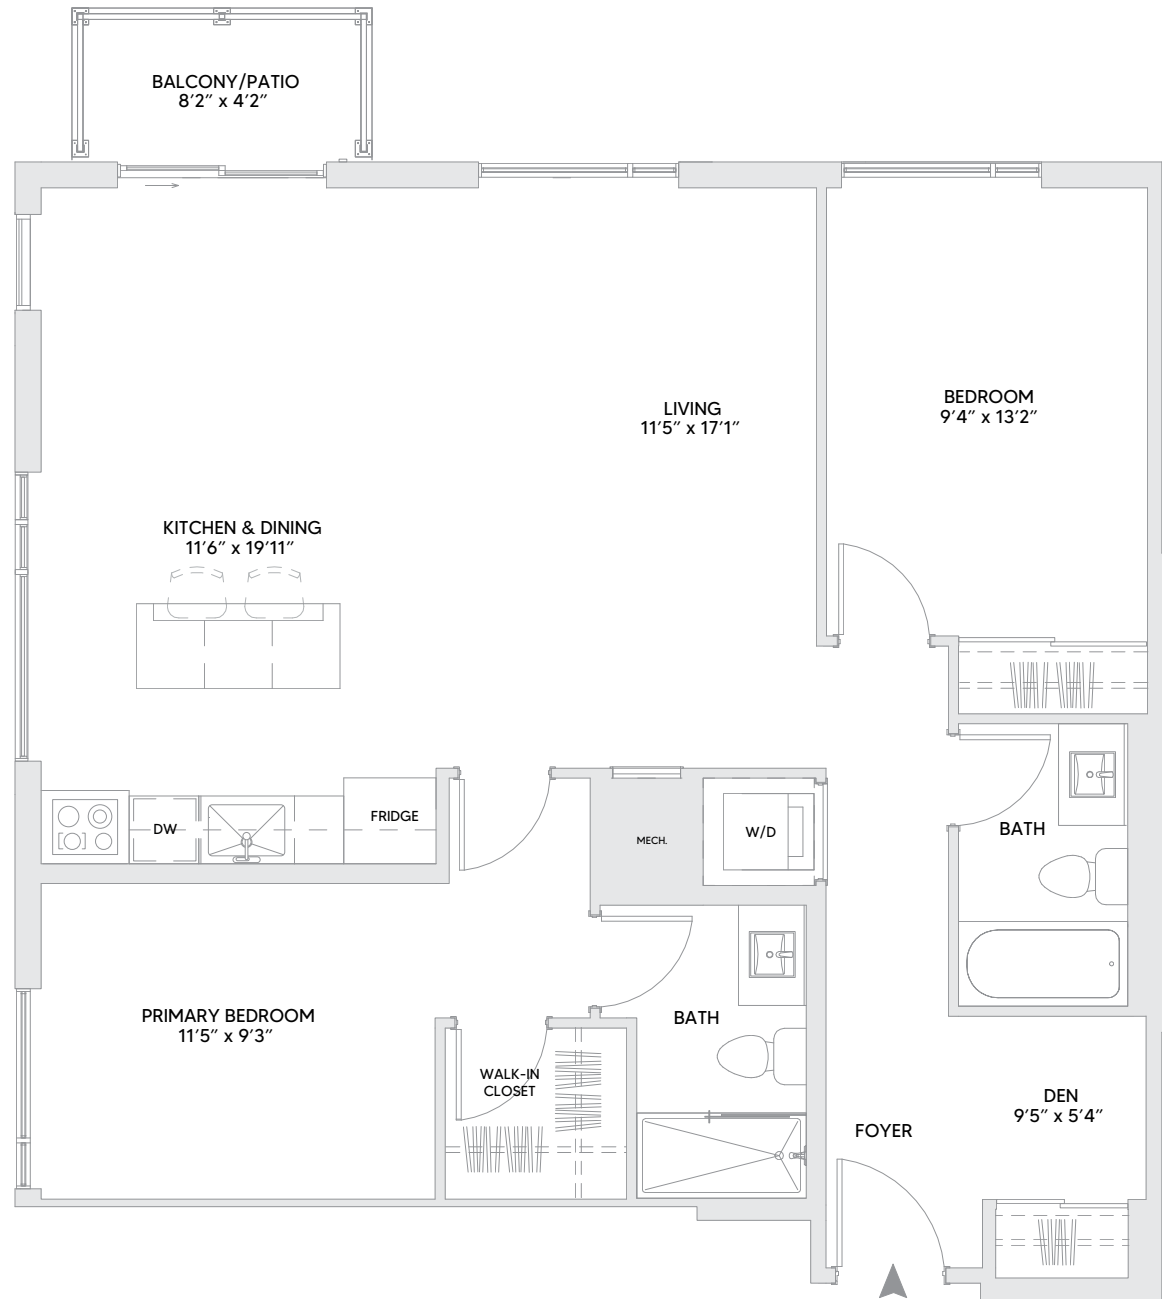 BALCONY/PATIO
8'2" x 4'2"
LIVING
11'5" x 17'1"
BEDROOM
9'4" x 13'2"
KITCHEN & DINING
11'6" x 19'11"
DW
FRIDGE
MECH.
W/D
BATH
PRIMARY BEDROOM
11'5" x 9'3"
BATH
WALK-IN
CLOSET
DEN
9'5" x 5'4"
FOYER